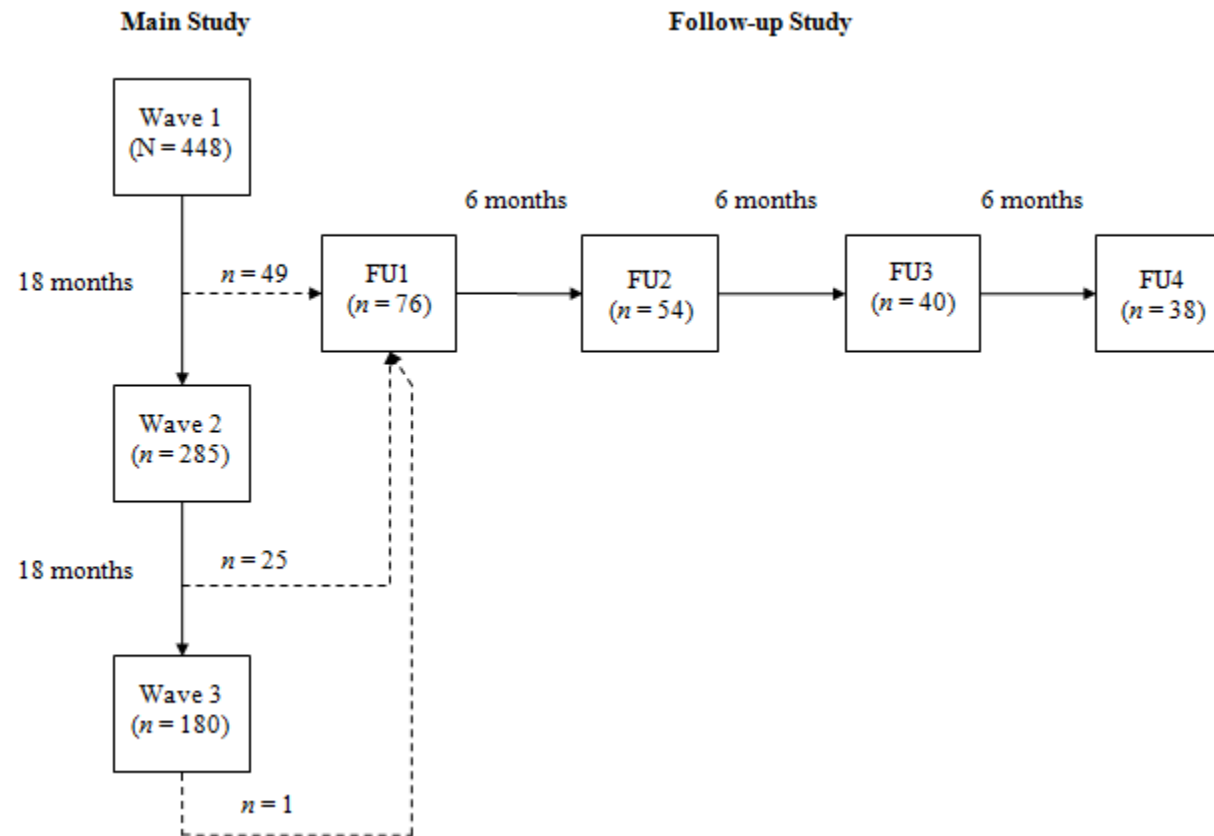 Main Study
Follow-up Study
Wave 1
(N = 448)
6 months
6 months
6 months
18 months
n = 49
FU1
(n = 76)
FU2
(n = 54)
FU3
(n = 40)
FU4
(n = 38)
Wave 2
(n = 285)
18 months
n = 25
Wave 3
(n = 180)
n = 1